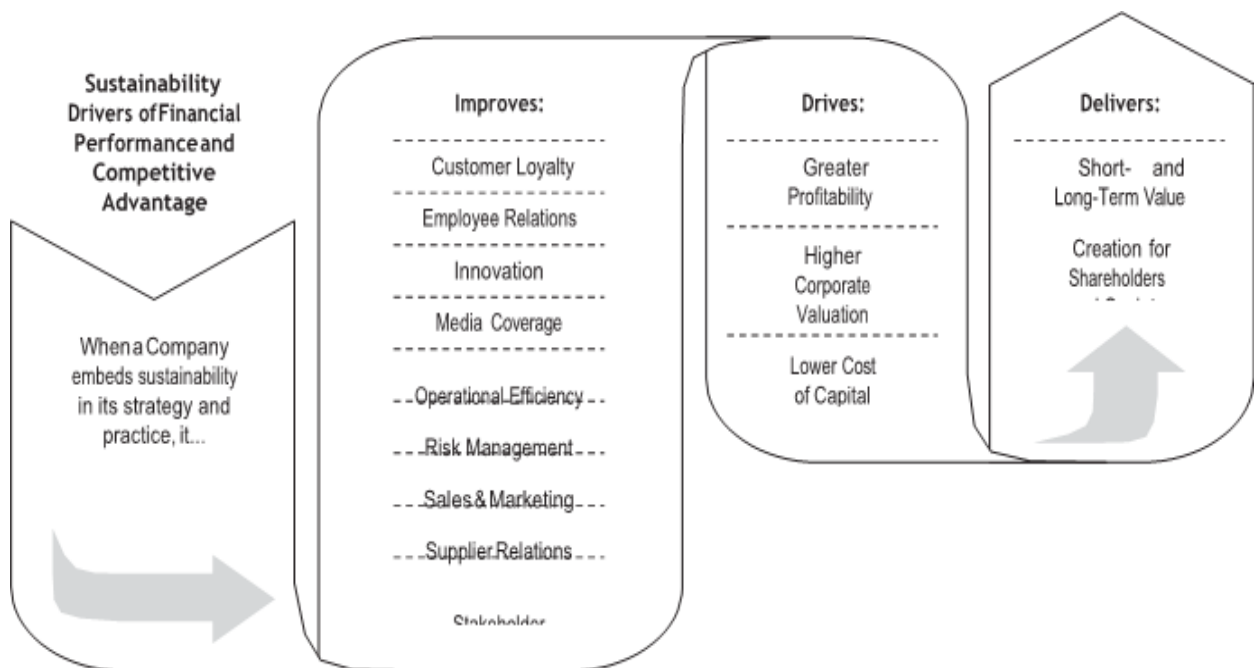 Sustainability
Drivers of Financial
Performance and
Competitive
Advantage
When a Company
embeds sustainability
in its strategy and
practice, it...
Improves:
Customer Loyalty
Employee Relations
Innovation
Media Coverage
Operational Efficiency
Risk Management
Sales & Marketing
Supplier Relations
Stakeholder
Drives:
Greater
Profitability
Higher
Corporate
Valuation
Lower Cost
of Capital
Delivers:
Short- and
Long-Term Value
Creation for
Shareholders